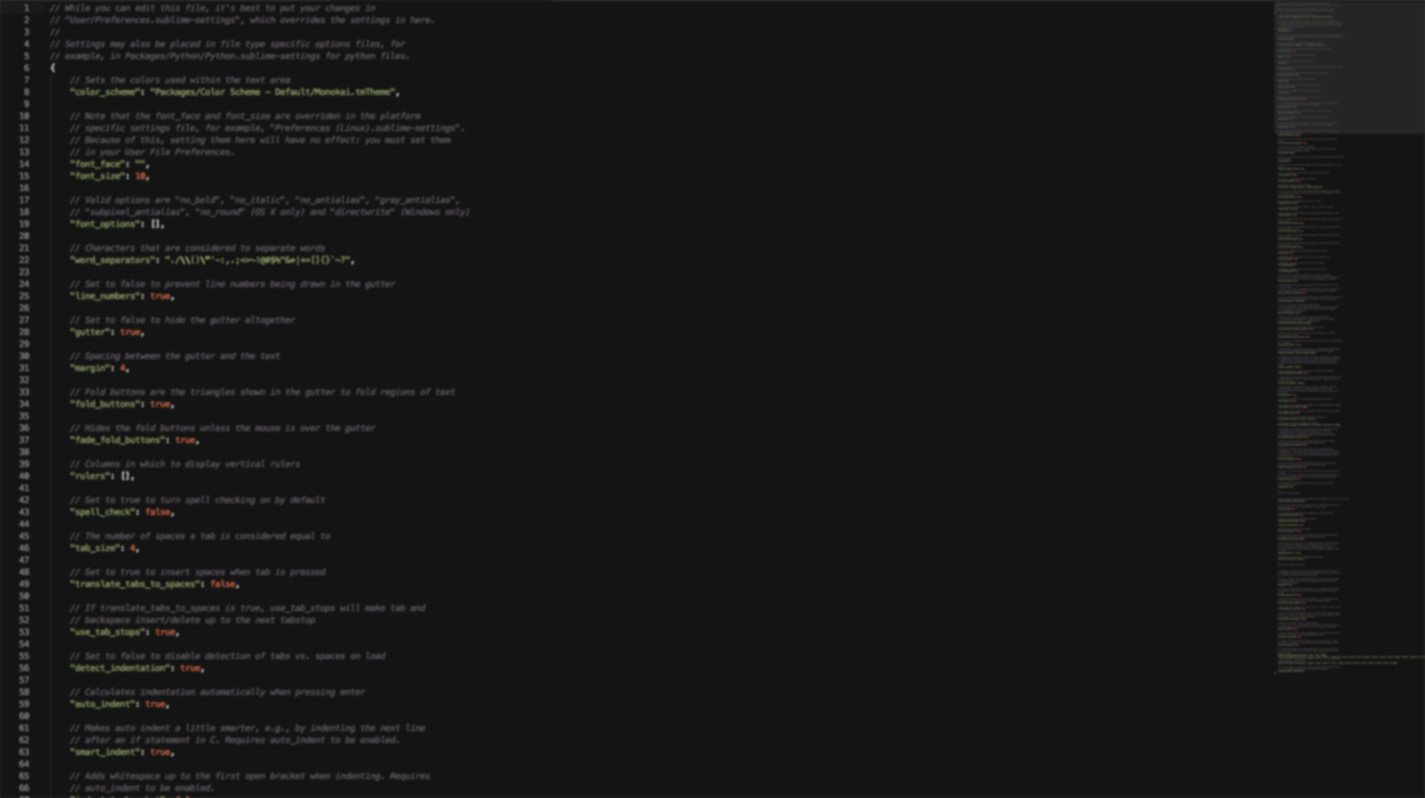 1 // While you can edit this file, it's best to put your changes in
2 // "User/Preferences.sublime-settings", which overrides the settings in here.
3 //
4 // Settings may also be placed in file type specific options files, for
5 // example, in Packages/Python/Python.sublime-settings for python files.
6 {
7 // Sets the colors used within the text area
8 "color_scheme": "Packages/Color Scheme - Default/Monokai.tmTheme",
9
10 // Note that the font_face and font_size are overriden in the platform
11 // specific settings file, for example, "Preferences (Linux).sublime-settings".
12 // Because of this, setting them here will have no effect: you must set them
13 // in your User File Preferences.
14 "font_face": "",
15 "font_size": 10,
16
17 // Valid options are "no_bold", "no_italic", "no_antialias", "gray_antialias",
18 // "subpixel_antialias", "no_round" (OS X only) and "directwrite" (Windows only)
19 "font_options": [],
20
21 // Characters that are considered to separate words
22 "word_separators": "./\\()\"'-:,.;<>~!@#$%^&*|+=[]{}`~?",
23
24 // Set to false to prevent line numbers being drawn in the gutter
25 "line_numbers": true,
26
27 // Set to false to hide the gutter altogether
28 "gutter": true,
29
30 // Spacing between the gutter and the text
31 "margin": 4,
32
33 // Fold buttons are the triangles shown in the gutter to fold regions of text
34 "fold_buttons": true,
35
36 // Hides the fold buttons unless the mouse is over the gutter
37 "fade_fold_buttons": true,
38
39 // Columns in which to display vertical rulers
40 "rulers": [],
41
42 // Set to true to turn spell checking on by default
43 "spell_check": false,
44
45 // The number of spaces a tab is considered equal to
46 "tab_size": 4,
47
48 // Set to true to insert spaces when tab is pressed
49 "translate_tabs_to_spaces": false,
50
51 // If translate_tabs_to_spaces is true, use_tab_stops will make tab and
52 // backspace insert/delete up to the next tabstop
53 "use_tab_stops": true,
54
55 // Set to false to disable detection of tabs vs. spaces on load
56 "detect_indentation": true,
57
58 // Calculates indentation automatically when pressing enter
59 "auto_indent": true,
60
61 // Makes auto indent a little smarter, e.g., by indenting the next line
62 // after an if statement in C. Requires auto_indent to be enabled.
63 "smart_indent": true,
64
65 // Adds whitespace up to the first open bracket when indenting. Requires
66 // auto_indent to be enabled.